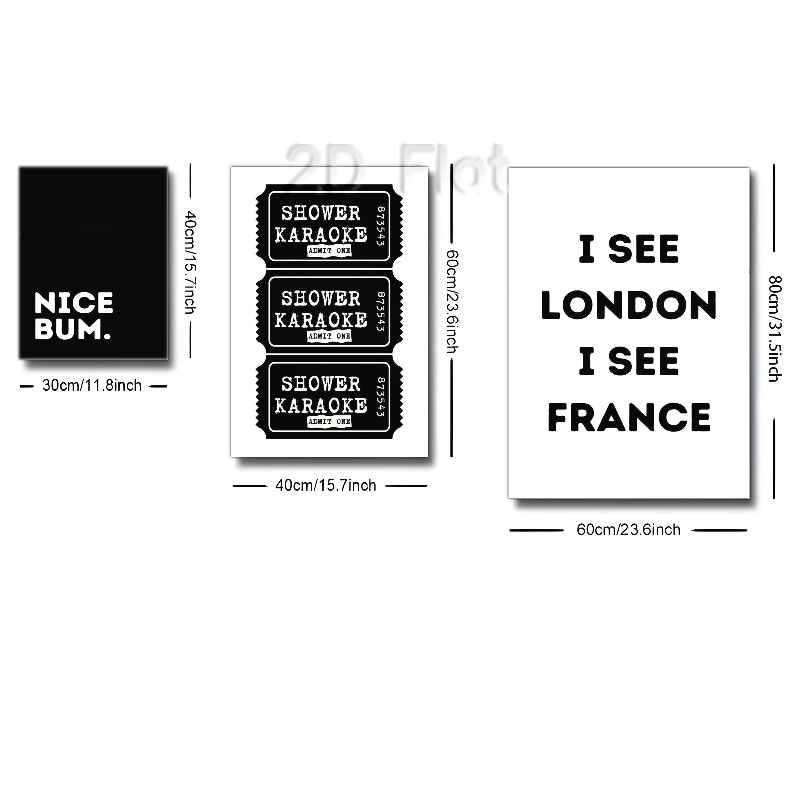 2D Flat
NICE
BUM.
40cm/15.7inch
30cm/11.8inch
SHOWER
KARAOKE
ADMIT ONE
873543
SHOWER
KARAOKE
ADMIT ONE
873543
SHOWER
KARAOKE
ADMIT ONE
873543
60cm/23.6inch
40cm/15.7inch
I SEE
LONDON
I SEE
FRANCE
80cm/31.5inch
60cm/23.6inch